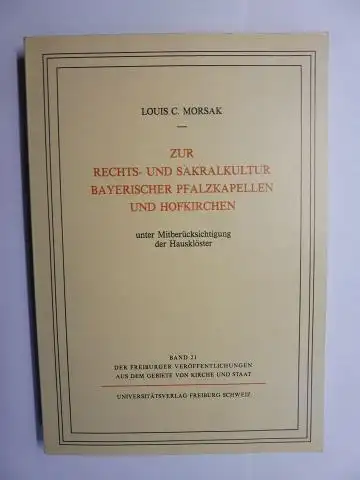 LOUIS C. MORSAK
—
ZUR
RECHTS- UND SAKRALKULTUR
BAYERISCHER PFALZKAPELLEN
UND HOFKIRCHEN
unter Mitberücksichtigung
der Hausklöster
BAND 21
DER FREIBURGER VERÖFFENTLICHUNGEN
AUS DEM GEBIETE VON KIRCHE UND STAAT
UNIVERSITÄTSVERLAG FREIBURG SCHWEIZ